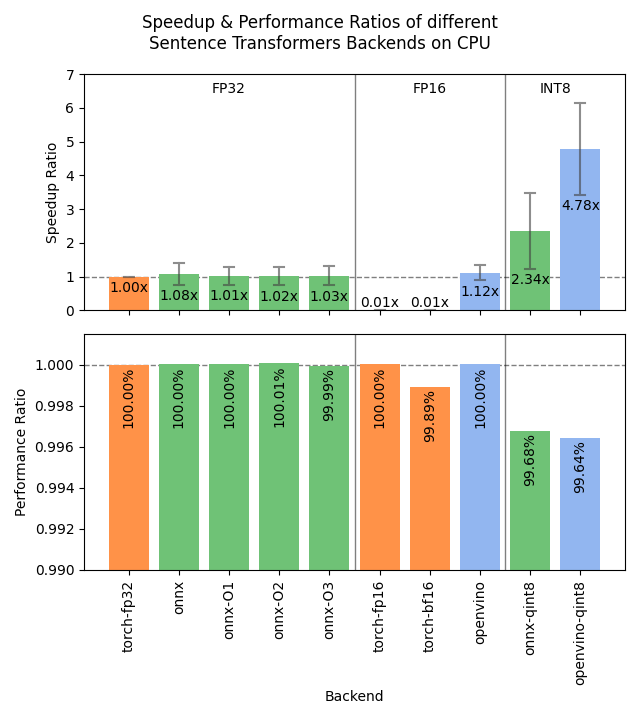 Speedup & Performance Ratios of different
Sentence Transformers Backends on CPU
7
6
5
4
3
2
1
0
Speedup Ratio
FP32
FP16
INT8
1.00x
1.08x
1.01x
1.02x
1.03x
0.01x
0.01x
1.12x
2.34x
4.78x
1.000
0.998
0.996
0.994
0.992
0.990
Performance Ratio
100.00%
100.00%
100.00%
100.01%
99.99%
100.00%
99.89%
100.00%
99.68%
99.64%
torch-fp32
onnx
onnx-O1
onnx-O2
onnx-O3
torch-fp16
torch-bf16
openvino
onnx-qint8
openvino-qint8
Backend